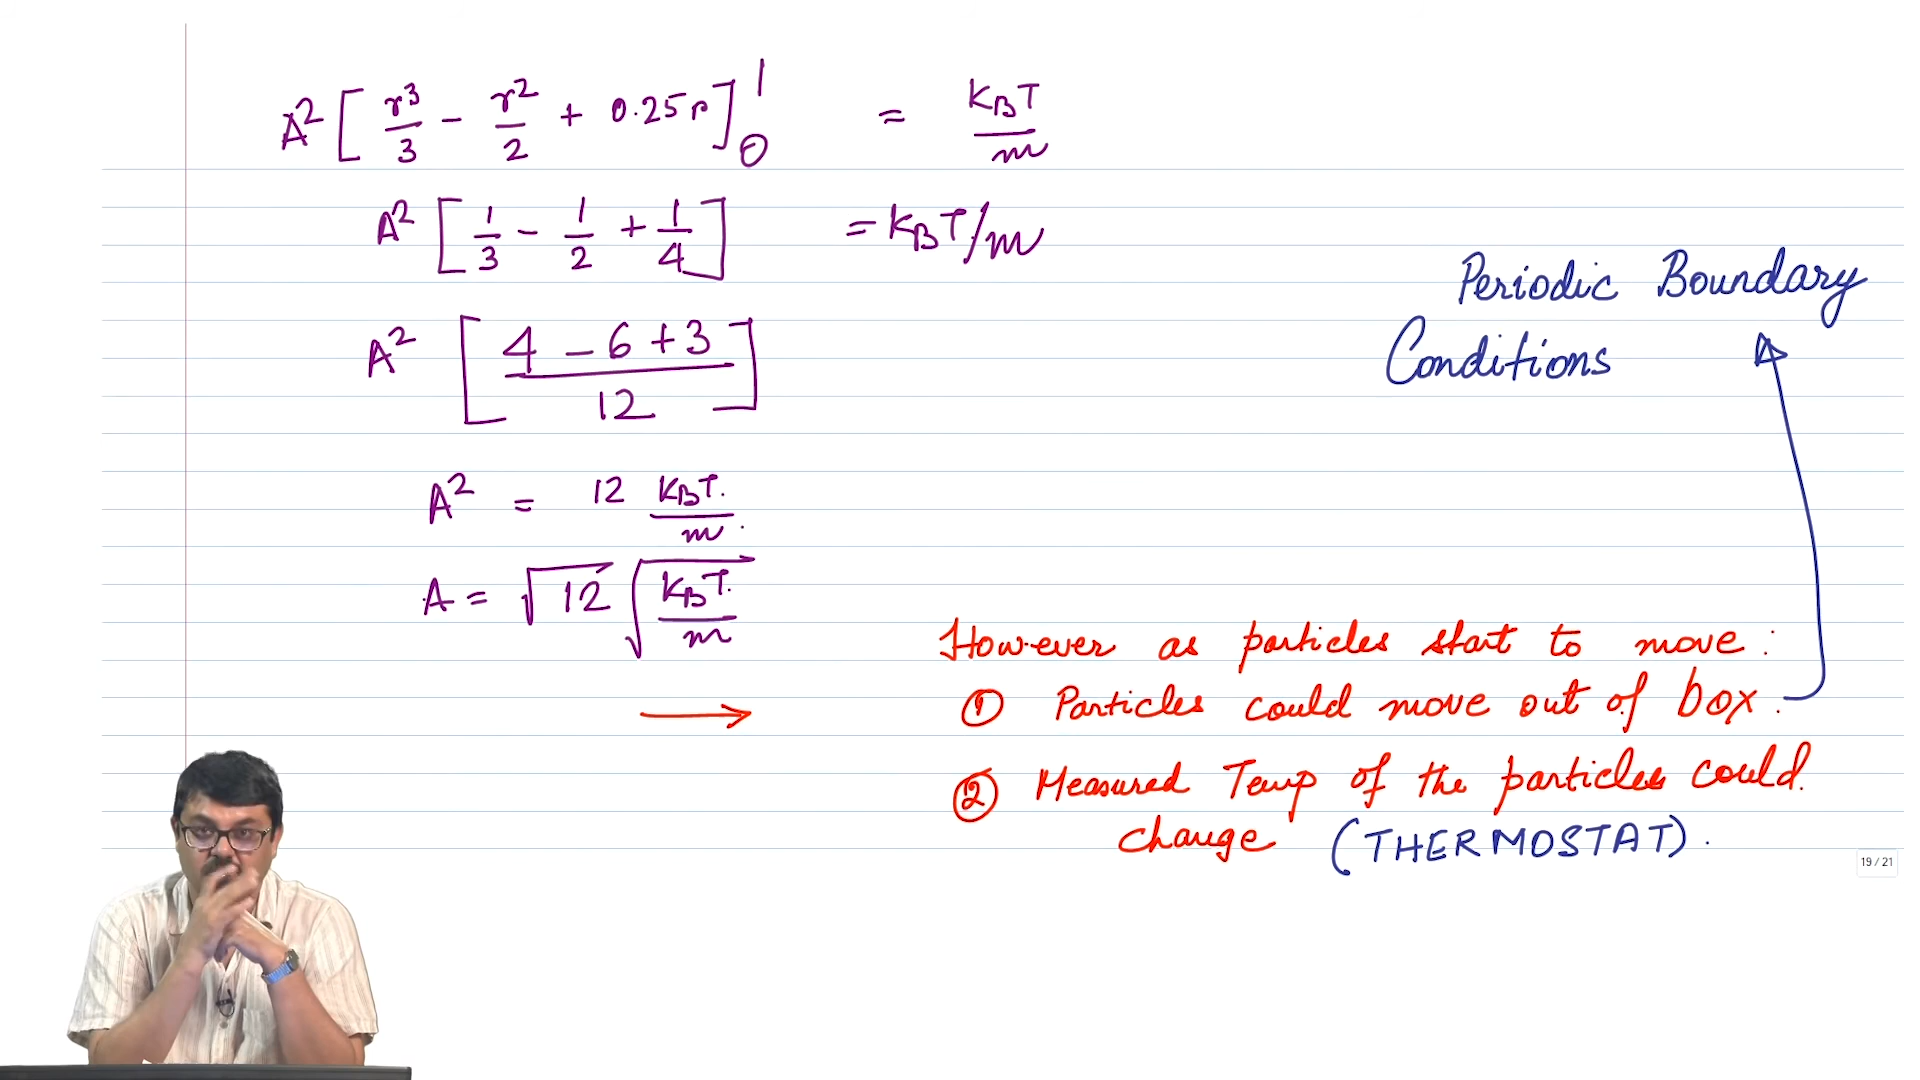 A² [ r³/3 - r²/2 + 0.25r ]₀¹ = K_BT/m
A² [ 1/3 - 1/2 + 1/4 ] = K_BT/m
A² [ (4 - 6 + 3)/12 ]
A² = 12 K_BT/m
A = √12 √(K_BT/m)
Periodic Boundary
Conditions
However as particles start to move :
① Particles could move out of box.
② Measured Temp of the particles could
change (THERMOSTAT).
19 / 21